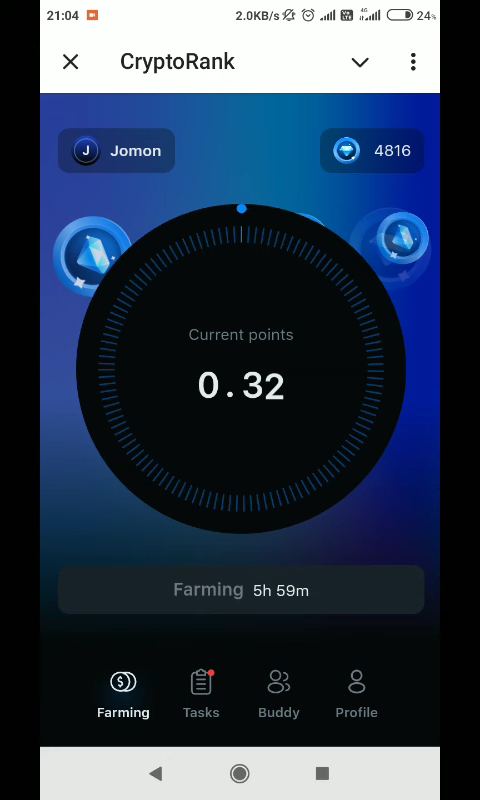 21:04 2.0KB/s 4G 24%
CryptoRank
J Jomon 4816
Current points
0.32
Farming 5h 59m
Farming Tasks Buddy Profile